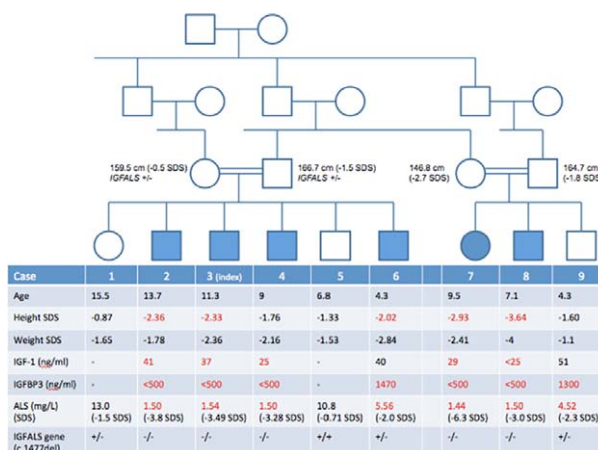 159.5 cm (-0.5 SDS)
IGFALS +/-
166.7 cm (-1.5 SDS)
IGFALS +/-
146.8 cm
(-2.7 SDS)
164.7 cm
(-1.8 SDS
Case 1 2 3 (index) 4 5 6 7 8 9
Age 15.5 13.7 11.3 9 6.8 4.3 9.5 7.1 4.3
Height SDS -0.87 -2.36 -2.33 -1.76 -1.33 -2.02 -2.93 -3.64 -1.60
Weight SDS -1.65 -1.78 -2.36 -2.16 -1.53 -2.84 -2.41 -4 -1.1
IGF-1 (ng/ml) - 41 37 25 - 40 29 <25 51
IGFBP3 (ng/ml) - <500 <500 <500 - 1470 <500 <500 1300
ALS (mg/L) 13.0 1.50 1.54 1.50 10.8 5.56 1.44 1.50 4.52
(SDS) (-1.5 SDS) (-3.8 SDS) (-3.49 SDS) (-3.28 SDS) (-0.71 SDS) (-2.0 SDS) (-6.3 SDS) (-3.0 SDS) (-2.3 SDS)
IGFALS gene +/- -/- -/- -/- +/+ +/- -/- -/- +/-
(c.1477del)